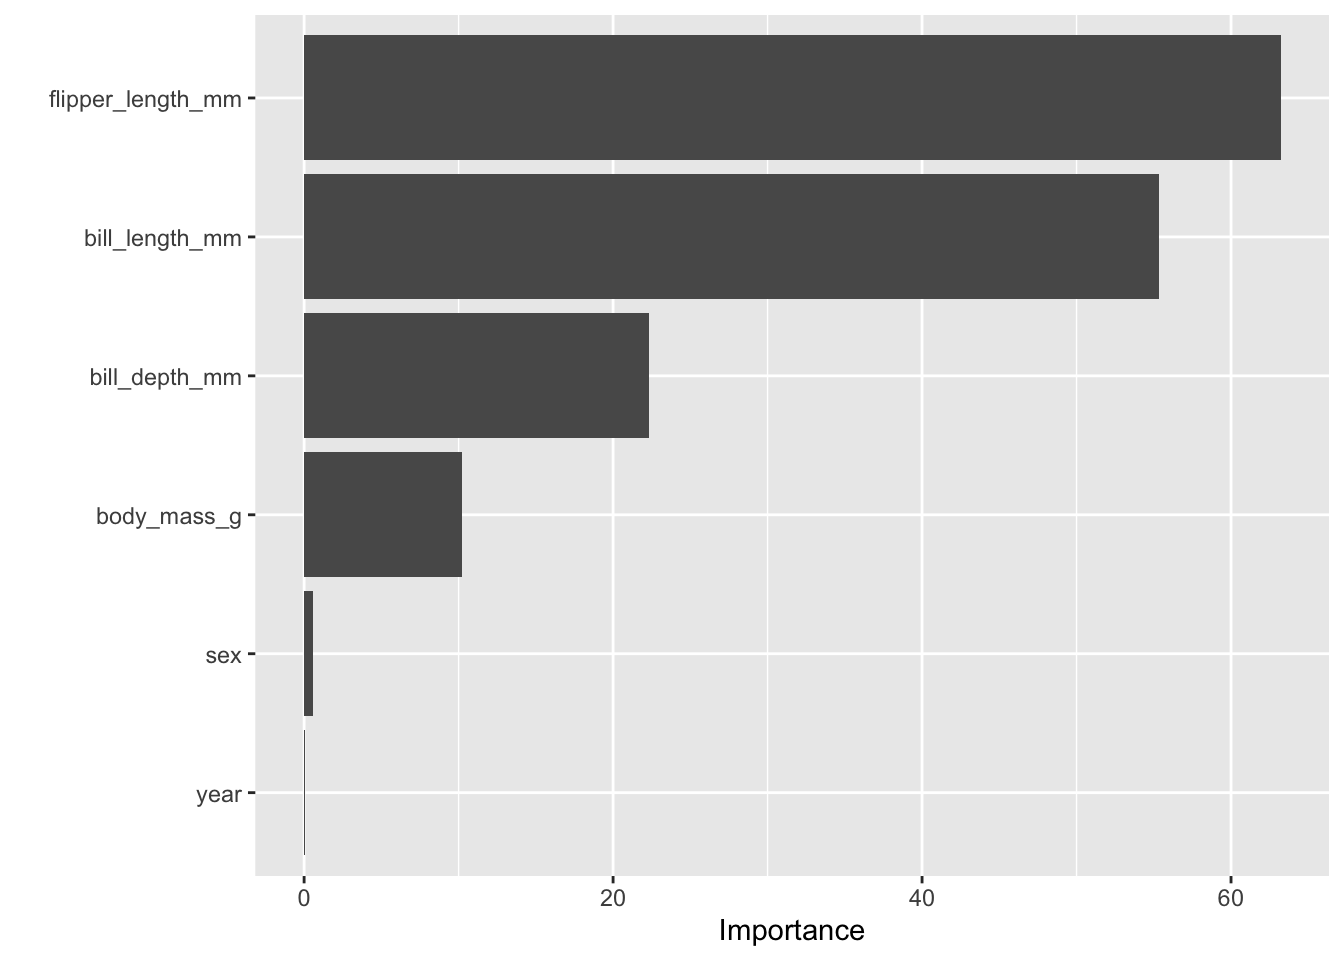 flipper_length_mm
bill_length_mm
bill_depth_mm
body_mass_g
sex
year
0 20 40 60
Importance